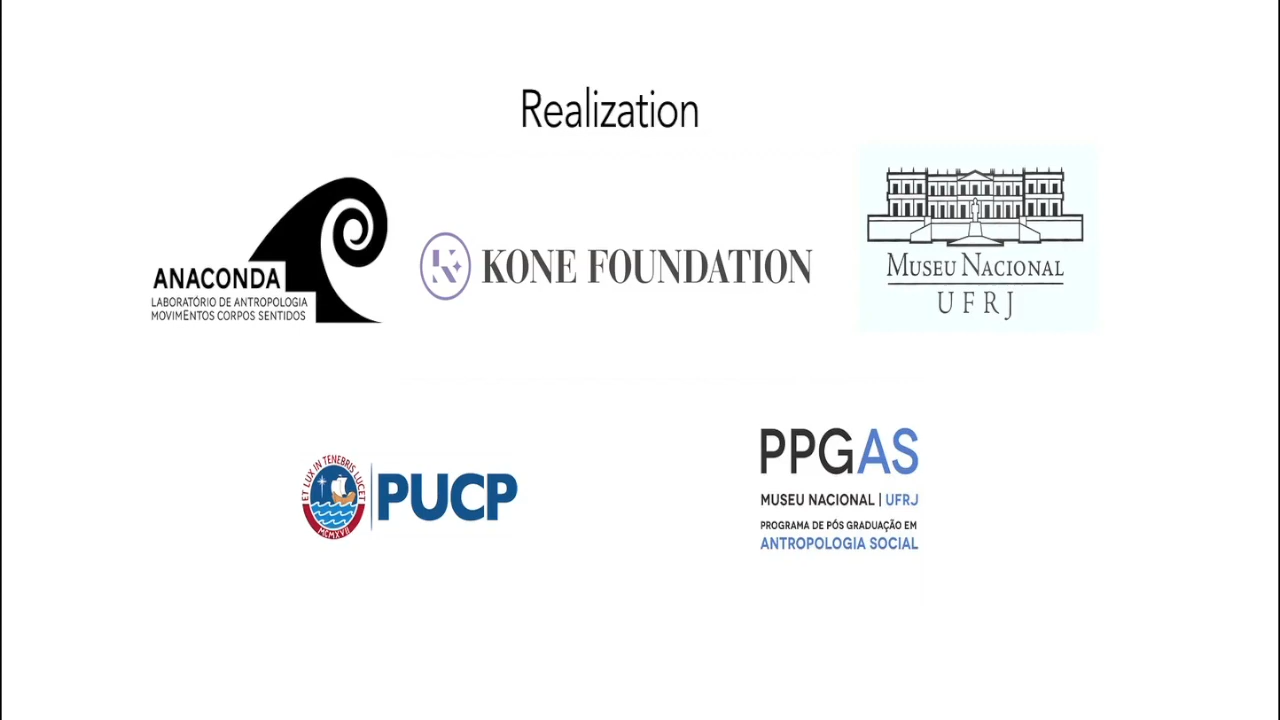 Realization
ANACONDA
LABORATÓRIO DE ANTROPOLOGIA
MOVIMENTOS CORPOS SENTIDOS
KONE FOUNDATION
MUSEU NACIONAL
UFRJ
ET LUX IN TENEBRIS LUCET
MCMXVII
PUCP
PPGAS
MUSEU NACIONAL | UFRJ
PROGRAMA DE PÓS GRADUAÇÃO EM
ANTROPOLOGIA SOCIAL